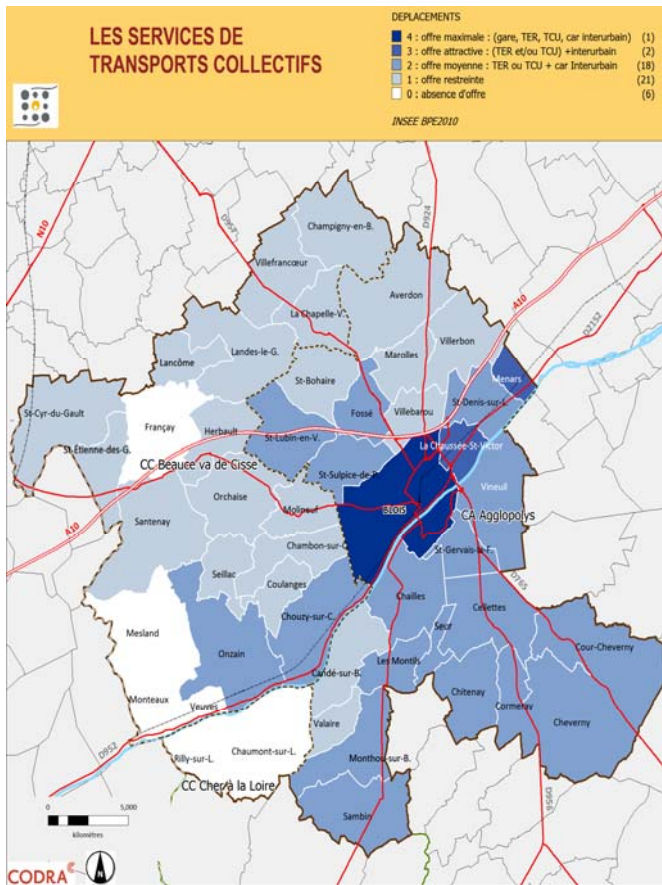 LES SERVICES DE
TRANSPORTS COLLECTIFS
DEPLACEMENTS
4 : offre maximale : (gare, TER, TCU, car interurbain) (1)
3 : offre attractive : (TER et/ou TCU) +interurbain (2)
2 : offre moyenne : TER ou TCU + car Interurbain (18)
1 : offre restreinte (21)
0 : absence d'offre (6)
INSEE BPE2010
N10
D957
D924
Champigny-en-B.
Villefrancœur
A10
Averdon
La Chapelle-V.
D2152
Villerbon
Landes-le-G.
Marolles
Lancôme
St-Bohaire
Menars
St-Denis-sur-L.
St-Cyr-du-Gault
Fossé
Villebarou
Françay
Herbault
St-Lubin-en-V.
La Chaussée-St-Victor
St-Étienne-des-G.
CC Beauce va de Cisse
St-Sulpice-de-P.
Vineuil
Orchaise
A10
Santenay
Molineuf
BLOIS
CA Agglopolys
Chambon-sur-C.
St-Gervais-la-F.
Seillac
Coulanges
D765
Chailles
Chouzy-sur-C.
Cellettes
Mesland
Seur
Cour-Cheverny
Onzain
Candé-sur-B.
Les Montils
Chitenay
Monteaux
Veuves
Cormeray
Cheverny
Valaire
D952
Chaumont-sur-L.
Rilly-sur-L.
Monthou-sur-B.
CC Cher à la Loire
D956
0 5,000
kilomètres
Sambin
CODRA
N